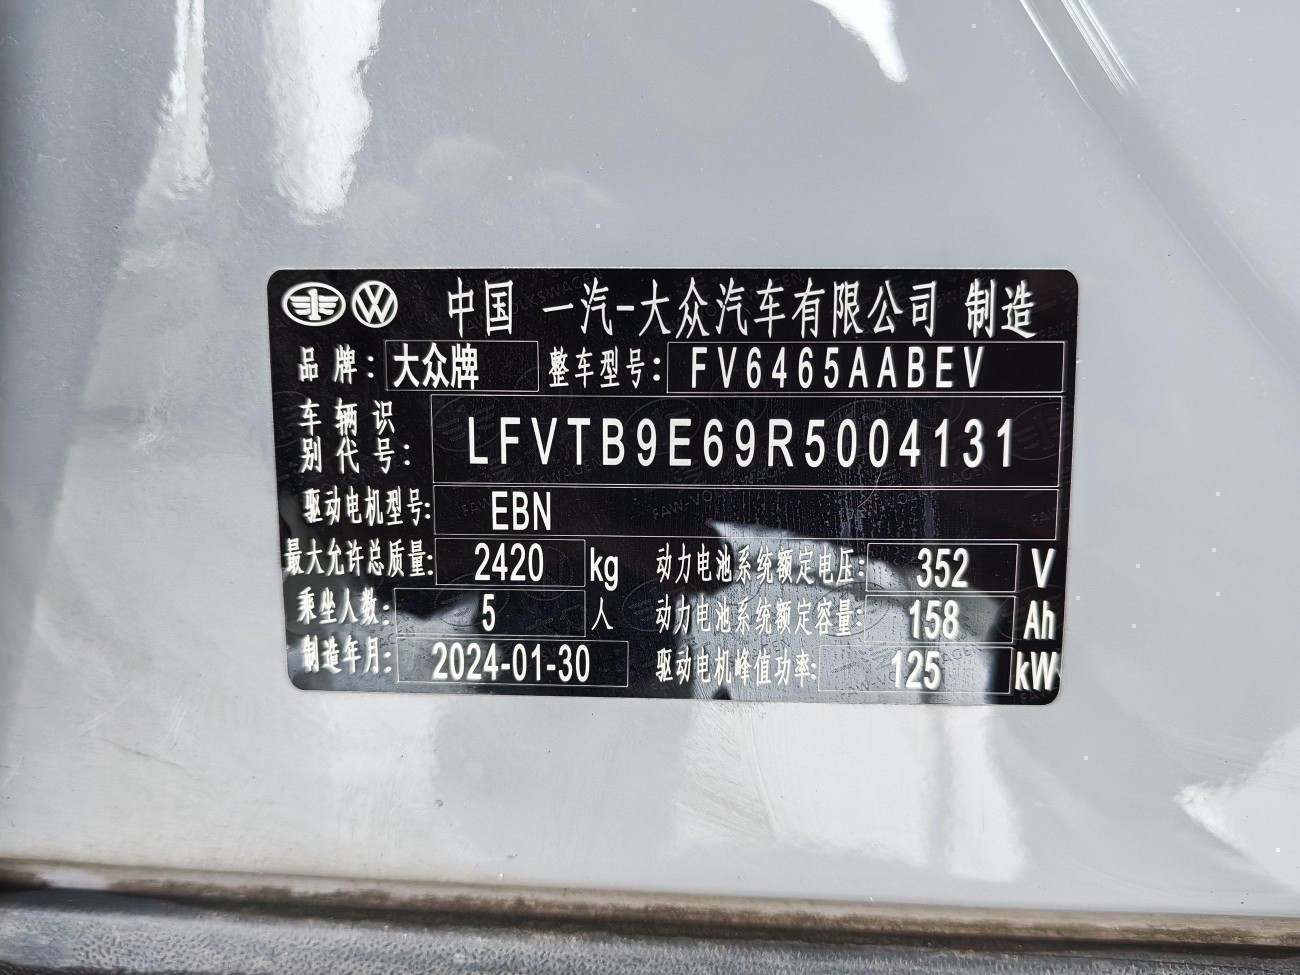 中国 一汽-大众汽车有限公司 制造
品牌: 大众牌 整车型号: FV6465AABEV
车辆识别代号: LFVTB9E69R5004131
驱动电机型号: EBN
最大允许总质量: 2420 kg 动力电池系统额定电压: 352 V
乘坐人数: 5 人 动力电池系统额定容量: 158 Ah
制造年月: 2024-01-30 驱动电机峰值功率: 125 kW